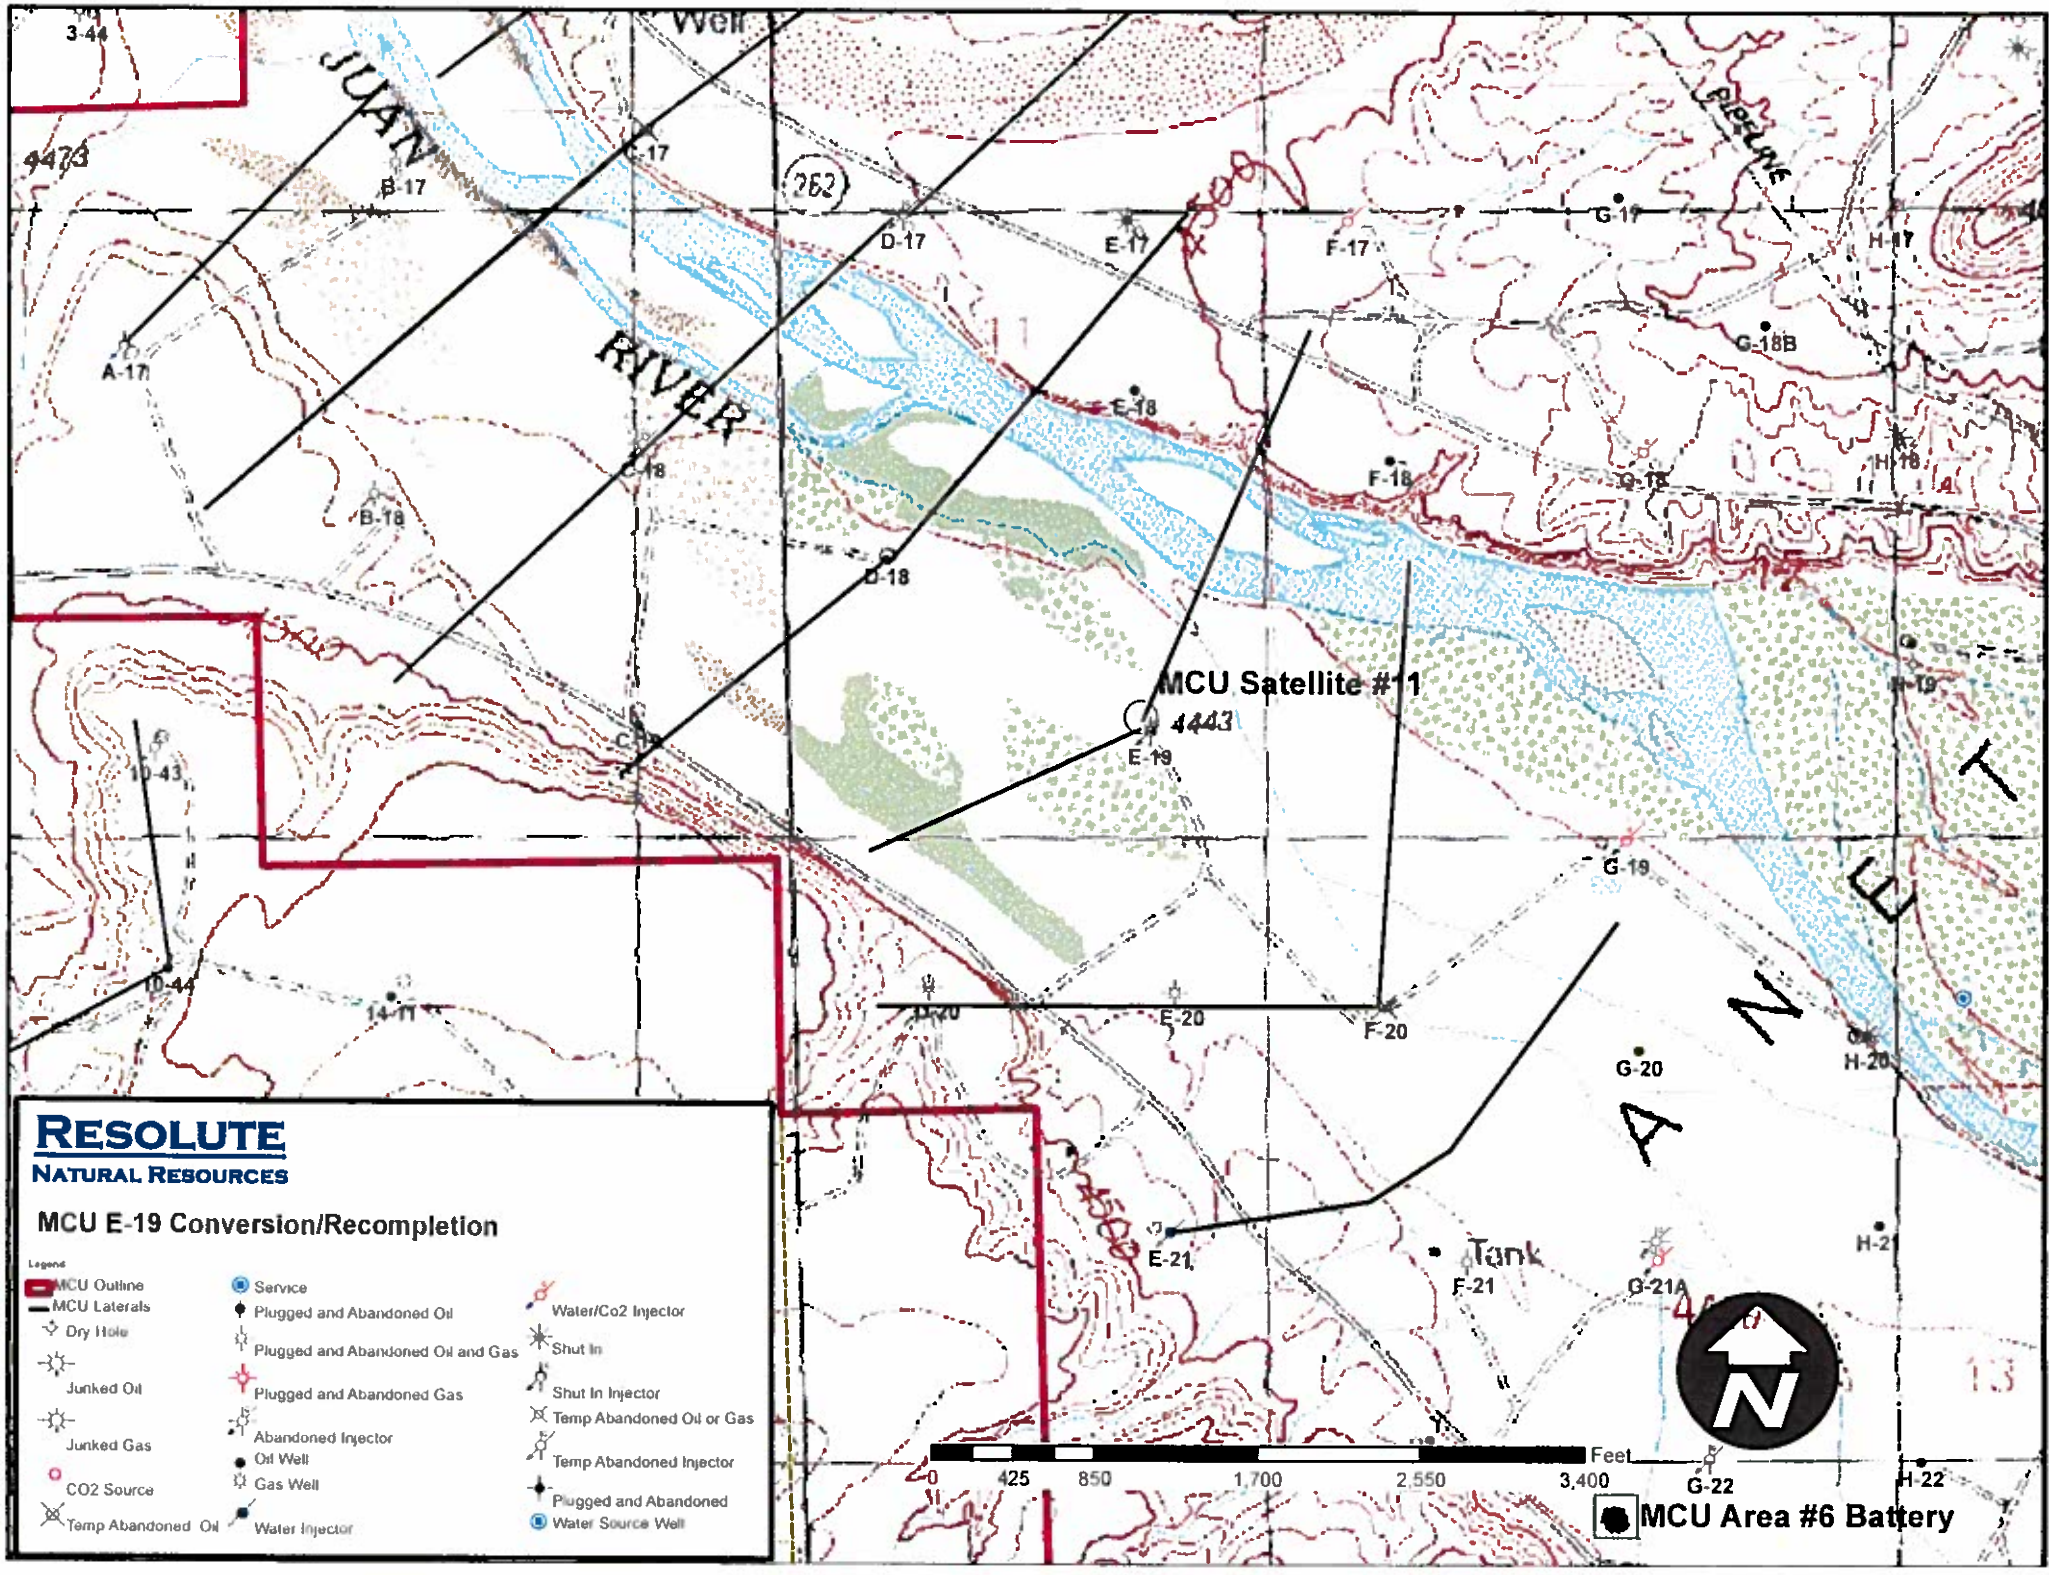 3-44
Well
JUAN
PIPELINE
4473
C-17
B-17
262
G-17
D-17
E-17
F-17
H-17
11
RIVER
G-18B
A-17
E-18
C-18
F-18
G-18
H-18
B-18
D-18
MCU Satellite #11
H-19
4443
C-19
E-19
10-43
T
G-19
E
10-44
14-11
D-20
E-20
F-20
N
H-20
G-20
A
4500
E-21
Tank
F-21
G-21A
H-21
13
RESOLUTE
NATURAL RESOURCES
MCU E-19 Conversion/Recompletion
Legend
MCU Outline
MCU Laterals
Dry Hole
Junked Oil
Junked Gas
CO2 Source
Temp Abandoned Oil
Service
Plugged and Abandoned Oil
Plugged and Abandoned Oil and Gas
Plugged and Abandoned Gas
Abandoned Injector
Oil Well
Gas Well
Water Injector
Water/Co2 Injector
Shut In
Shut In Injector
Temp Abandoned Oil or Gas
Temp Abandoned Injector
Plugged and Abandoned
Water Source Well
N
Feet
0 425 850 1,700 2,550 3,400
G-22
H-22
MCU Area #6 Battery